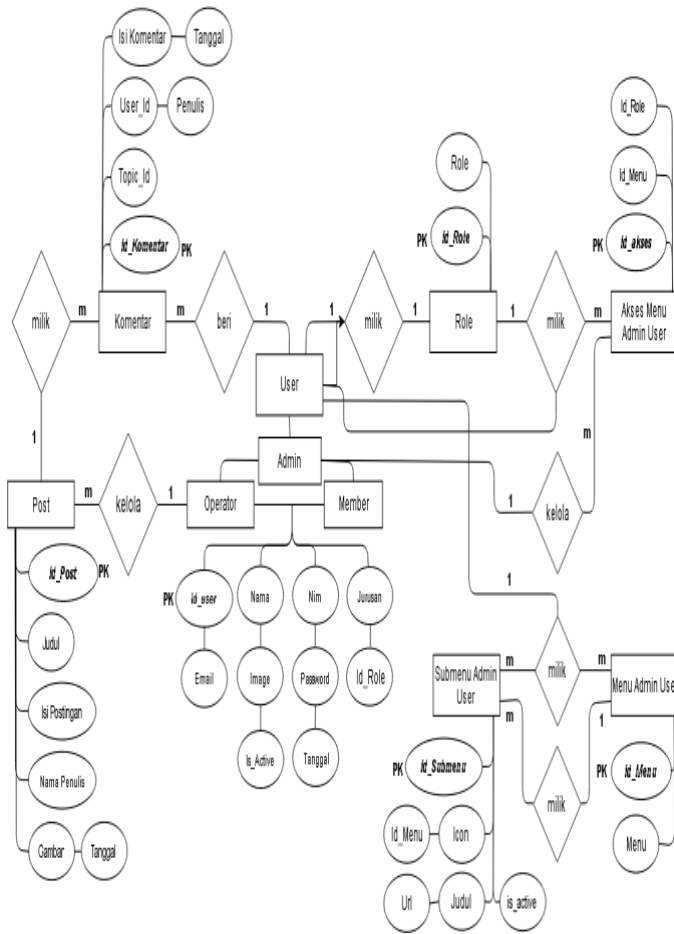 Isi Komentar
Tanggal
User_Id
Penulis
Topic_Id
Id_Komentar
PK
milik
m
Komentar
m
beri
1
User
1
milik
1
Role
Id_Role
PK
Role
1
milik
m
Id_Role
Id_Menu
Id_akses
PK
Akses Menu
Admin User
m
1
kelola
Admin
Operator
Member
1
kelola
m
Post
1
Id_Post
PK
Judul
Isi Postingan
Nama Penulis
Gambar
Tanggal
PK
Id_user
Nama
Nim
Jurusan
Email
Image
Password
Id_Role
Is_Active
Tanggal
1
Submenu Admin
User
m
milik
m
Menu Admin User
m
milik
1
PK
Id_Submenu
Id_Menu
Icon
Url
Judul
is_active
PK
Id_Menu
Menu